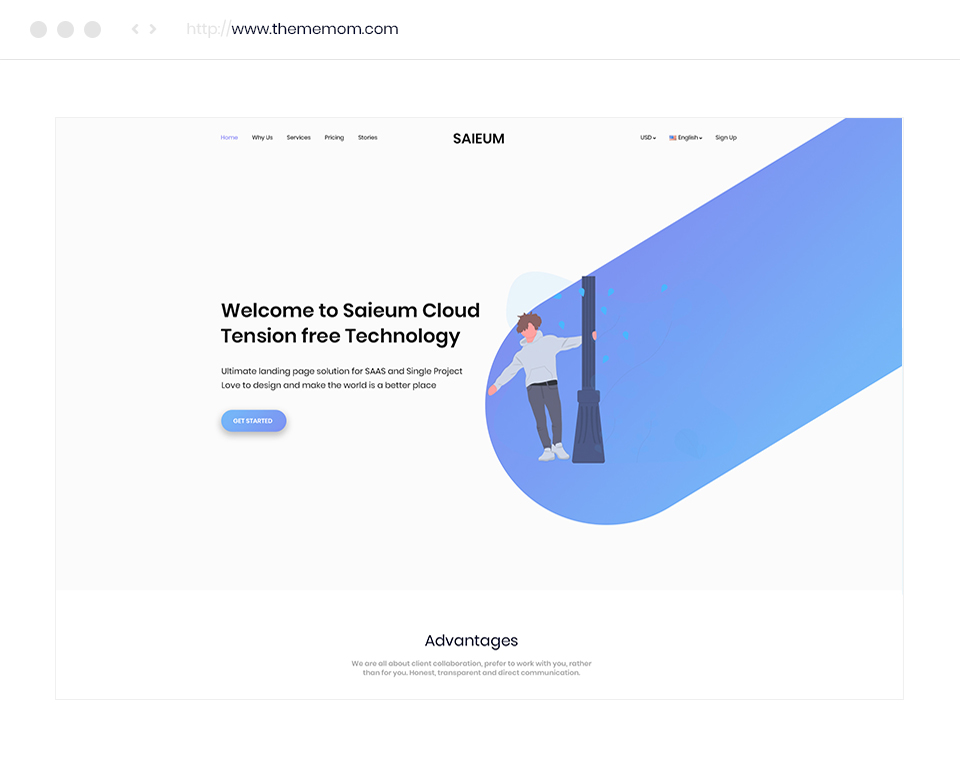 http://www.thememom.com
Home Why Us Services Pricing Stories SAIEUM USD English Sign Up
Welcome to Saieum Cloud
Tension free Technology
Ultimate landing page solution for SAAS and Single Project
Love to design and make the world is a better place
GET STARTED
Advantages
We are all about client collaboration, prefer to work with you, rather
than for you. Honest, transparent and direct communication.